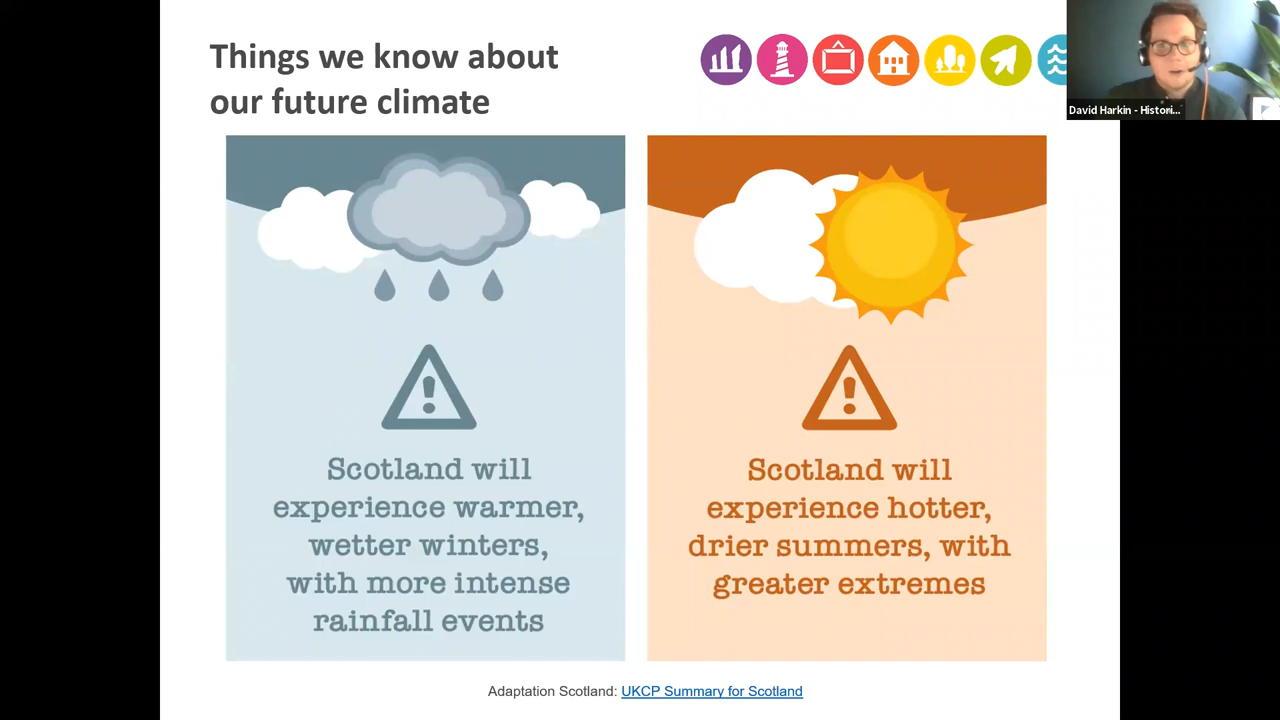 Things we know about
our future climate
David Harkin - Histori...
Scotland will
experience warmer,
wetter winters,
with more intense
rainfall events
Scotland will
experience hotter,
drier summers, with
greater extremes
Adaptation Scotland: UKCP Summary for Scotland